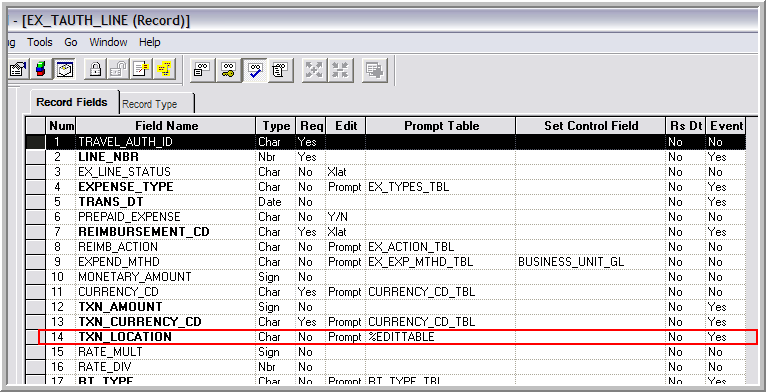 - [EX_TAUTH_LINE (Record)]
Tools Go Window Help
Record Fields Record Type
Num Field Name Type Req Edit Prompt Table Set Control Field Rs Dt Event
1 TRAVEL_AUTH_ID Char Yes No No
2 LINE_NBR Nbr Yes No Yes
3 EX_LINE_STATUS Char No Xlat No No
4 EXPENSE_TYPE Char No Prompt EX_TYPES_TBL No Yes
5 TRANS_DT Date No No Yes
6 PREPAID_EXPENSE Char No Y/N No No
7 REIMBURSEMENT_CD Char Yes Xlat No Yes
8 REIMB_ACTION Char No Prompt EX_ACTION_TBL No No
9 EXPEND_MTHD Char No Prompt EX_EXP_MTHD_TBL BUSINESS_UNIT_GL No No
10 MONETARY_AMOUNT Sign No No No
11 CURRENCY_CD Char Yes Prompt CURRENCY_CD_TBL No No
12 TXN_AMOUNT Sign No No Yes
13 TXN_CURRENCY_CD Char Yes Prompt CURRENCY_CD_TBL No Yes
14 TXN_LOCATION Char No Prompt %EDITTABLE No Yes
15 RATE_MULT Sign No No No
16 RATE_DIV Nbr No No No
17 RT_TYPE Char No Prompt RT_TYPE_TBL No Yes